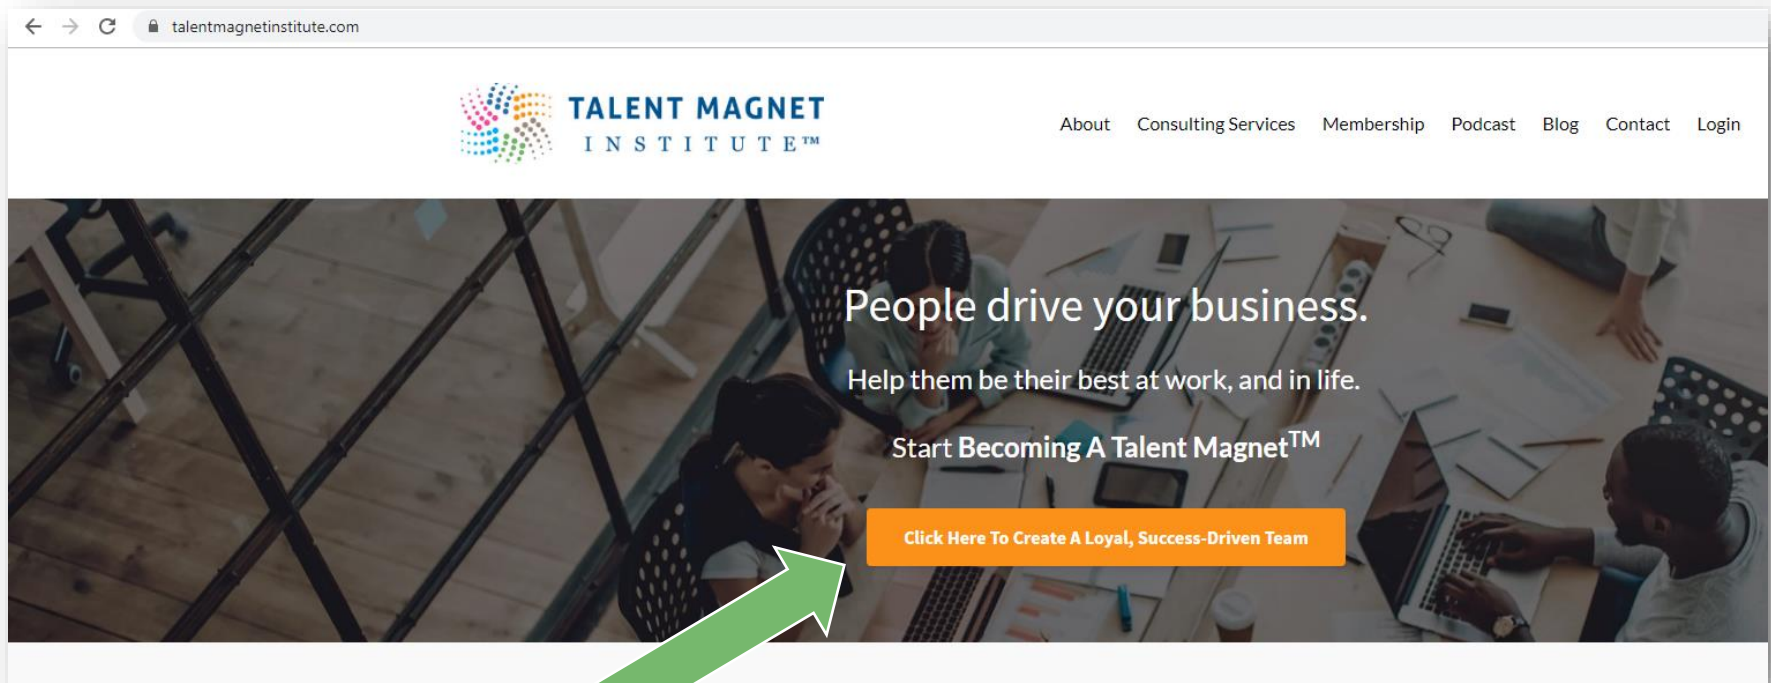 talentmagnetinstitute.com
TALENT MAGNET
INSTITUTE™
About Consulting Services Membership Podcast Blog Contact Login
People drive your business.
Help them be their best at work, and in life.
Start Becoming A Talent Magnet™
Click Here To Create A Loyal, Success-Driven Team